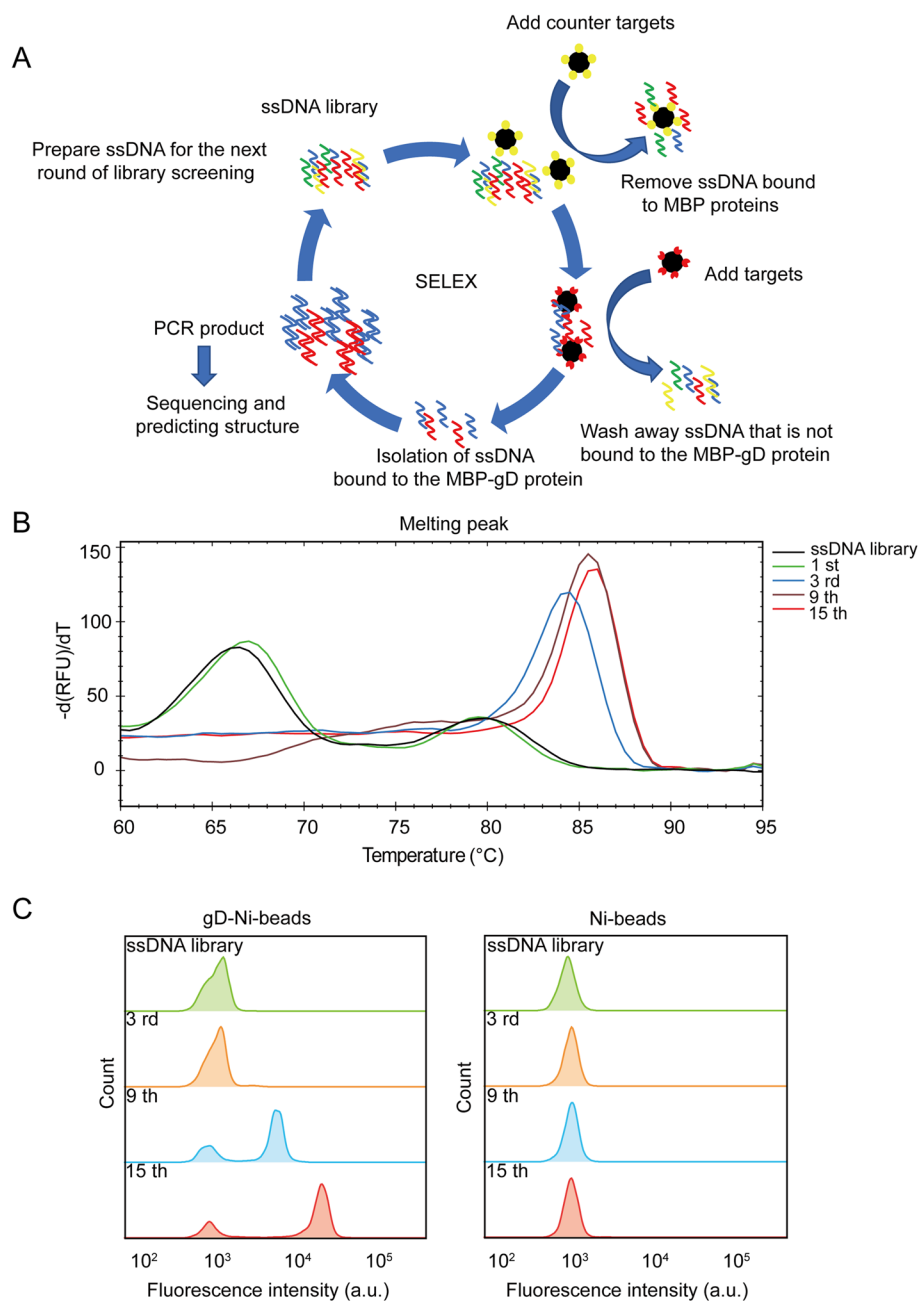 A
Add counter targets
ssDNA library
Prepare ssDNA for the next
round of library screening
Remove ssDNA bound
to MBP proteins
SELEX
Add targets
PCR product
Sequencing and
predicting structure
Isolation of ssDNA
bound to the MBP-gD protein
Wash away ssDNA that is not
bound to the MBP-gD protein
B
Melting peak
150
100
50
0
-d(RFU)/dT
60 65 70 75 80 85 90 95
Temperature (°C)
ssDNA library
1 st
3 rd
9 th
15 th
C
gD-Ni-beads
ssDNA library
3 rd
9 th
15 th
Count
10² 10³ 10⁴ 10⁵
Fluorescence intensity (a.u.)
Ni-beads
ssDNA library
3 rd
9 th
15 th
Count
10² 10³ 10⁴ 10⁵
Fluorescence intensity (a.u.)